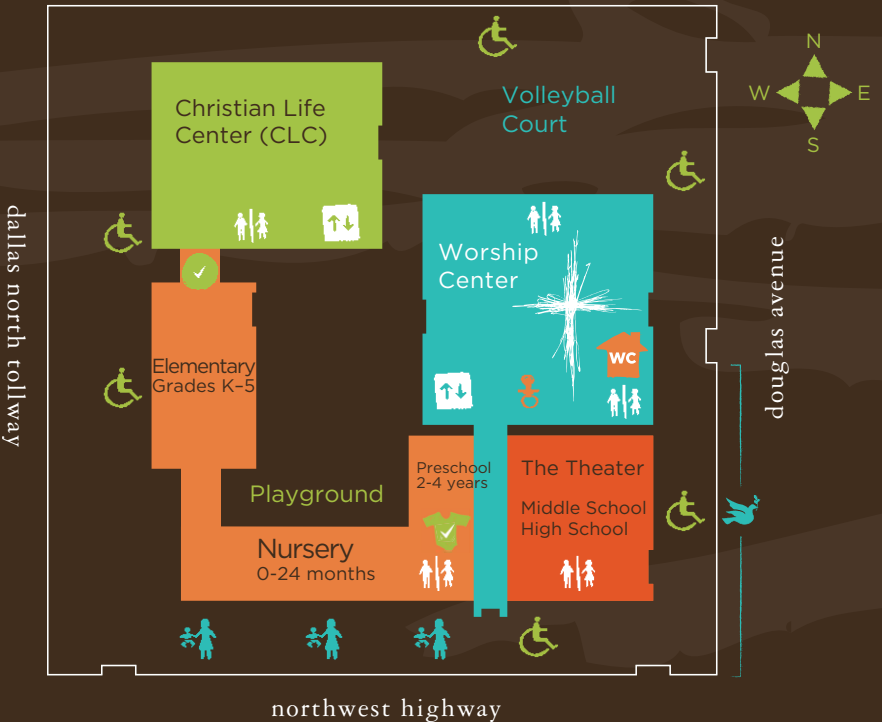 N
W E
S
Volleyball
Court
Christian Life
Center (CLC)
Worship
Center
WC
dallas north tollway
douglas avenue
Elementary
Grades K–5
Preschool
2-4 years
The Theater
Middle School
High School
Playground
Nursery
0-24 months
northwest highway